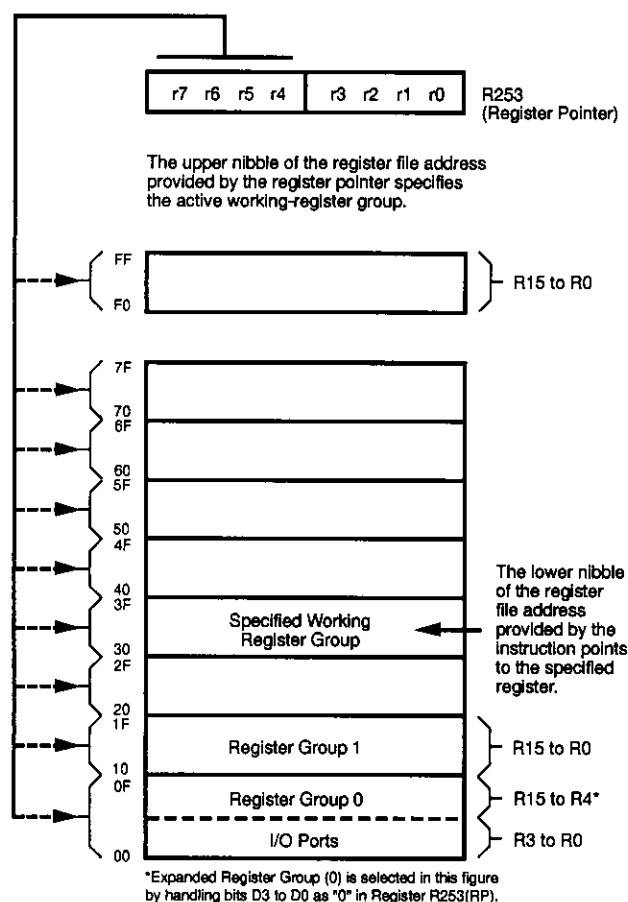 r7 r6 r5 r4 r3 r2 r1 r0 R253
(Register Pointer)
The upper nibble of the register file address
provided by the register pointer specifies
the active working-register group.
FF
F0
R15 to R0
7F
70
6F
60
5F
50
4F
40
3F
Specified Working
Register Group
The lower nibble
of the register
file address
provided by the
instruction points
to the specified
register.
30
2F
20
1F
Register Group 1
R15 to R0
10
0F
Register Group 0
R15 to R4*
I/O Ports
R3 to R0
00
*Expanded Register Group (0) is selected in this figure
by handling bits D3 to D0 as "0" in Register R253(RP).